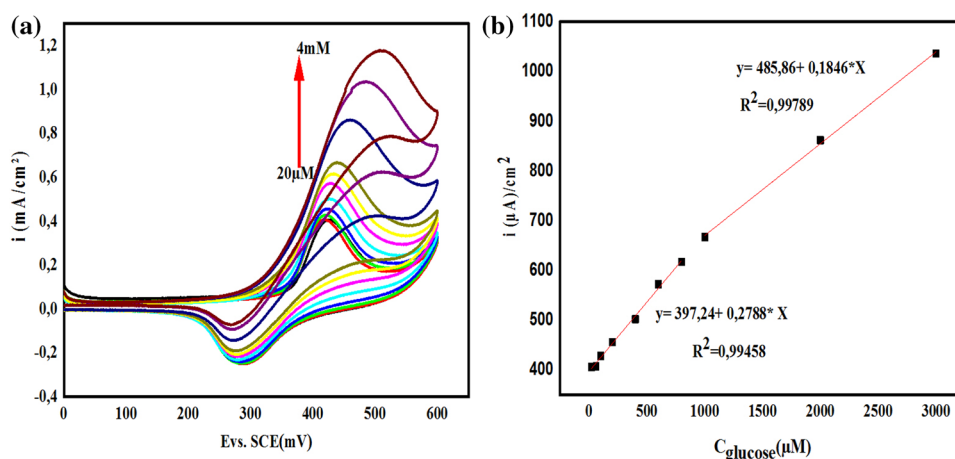 (a)
1,2
1,0
0,8
0,6
0,4
0,2
0,0
-0,2
-0,4
i (mA/cm²)
4mM
20μM
0 100 200 300 400 500 600
Evs. SCE(mV)
(b)
1100
1000
900
800
700
600
500
400
i (μA)/cm²
y= 485,86+ 0,1846*X
R²=0,99789
y= 397,24+ 0,2788* X
R²=0,99458
0 500 1000 1500 2000 2500 3000
C glucose(μM)